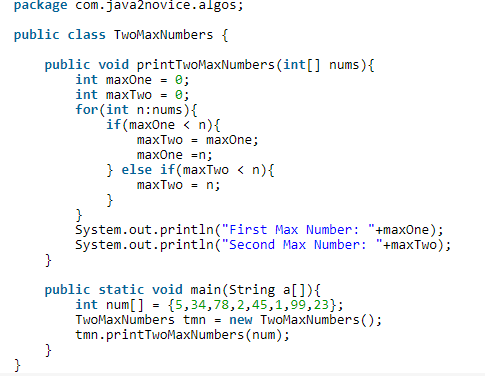 package com.java2novice.algos;
public class TwoMaxNumbers {
public void printTwoMaxNumbers(int[] nums){
int maxOne = 0;
int maxTwo = 0;
for(int n:nums){
if(maxOne < n){
maxTwo = maxOne;
maxOne =n;
} else if(maxTwo < n){
maxTwo = n;
}
}
System.out.println("First Max Number: "+maxOne);
System.out.println("Second Max Number: "+maxTwo);
}
public static void main(String a[]){
int num[] = {5,34,78,2,45,1,99,23};
TwoMaxNumbers tmn = new TwoMaxNumbers();
tmn.printTwoMaxNumbers(num);
}
}